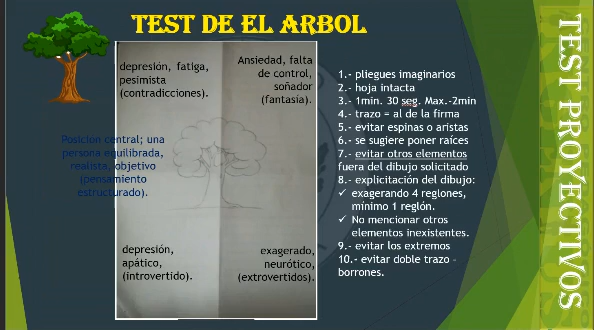 TEST DE EL ARBOL
depresión, fatiga,
pesimista
(contradicciones).
Ansiedad, falta
de control,
soñador
(fantasia).
Posicion central; una
persona equilibrada,
realista, objetivo
(pensamiento
estructurado).
depresión,
apático,
(introvertido).
exagerado,
neurótico,
(extrovertidos).
1.- pliegues imaginarios
2.- hoja intacta
3.- 1min. 30 seg. Max.-2min
4.- trazo = al de la firma
5.- evitar espinas o aristas
6.- se sugiere poner raíces
7.- evitar otros elementos
fuera del dibujo solicitado
8.- explicitación del dibujo:
✓ exagerando 4 reglones,
mínimo 1 reglón.
✓ No mencionar otros
elementos inexistentes.
9.- evitar los extremos
10.- evitar doble trazo –
borrones.
TEST PROYECTIVOS